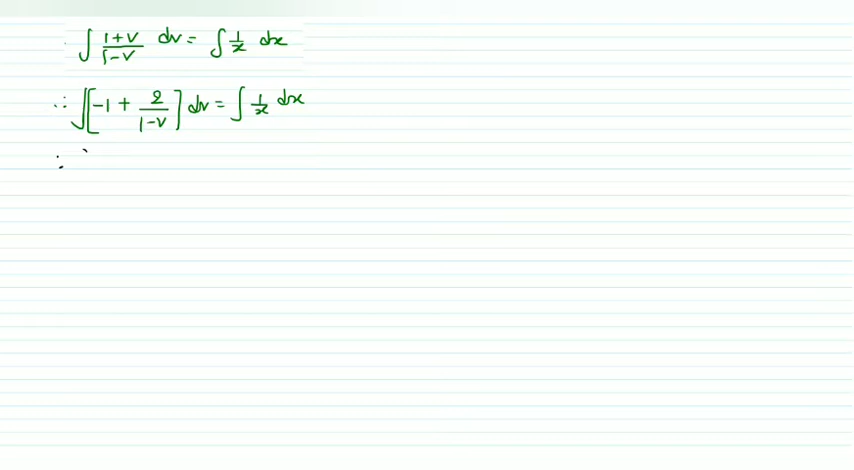 ∫ (1+v)/(1-v) dv = ∫ 1/x dx
∴ ∫ [-1 + 2/(1-v)] dv = ∫ 1/x dx